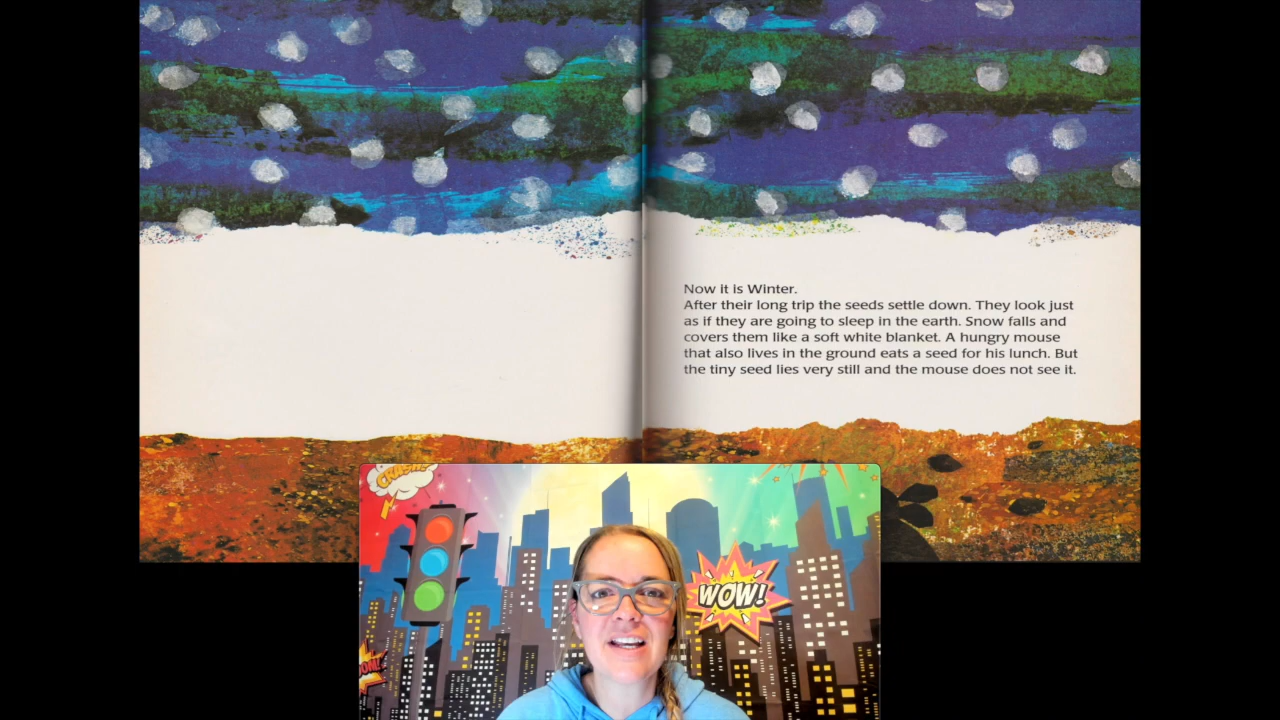 Now it is Winter.
After their long trip the seeds settle down. They look just
as if they are going to sleep in the earth. Snow falls and
covers them like a soft white blanket. A hungry mouse
that also lives in the ground eats a seed for his lunch. But
the tiny seed lies very still and the mouse does not see it.
CRASH!
WOW!